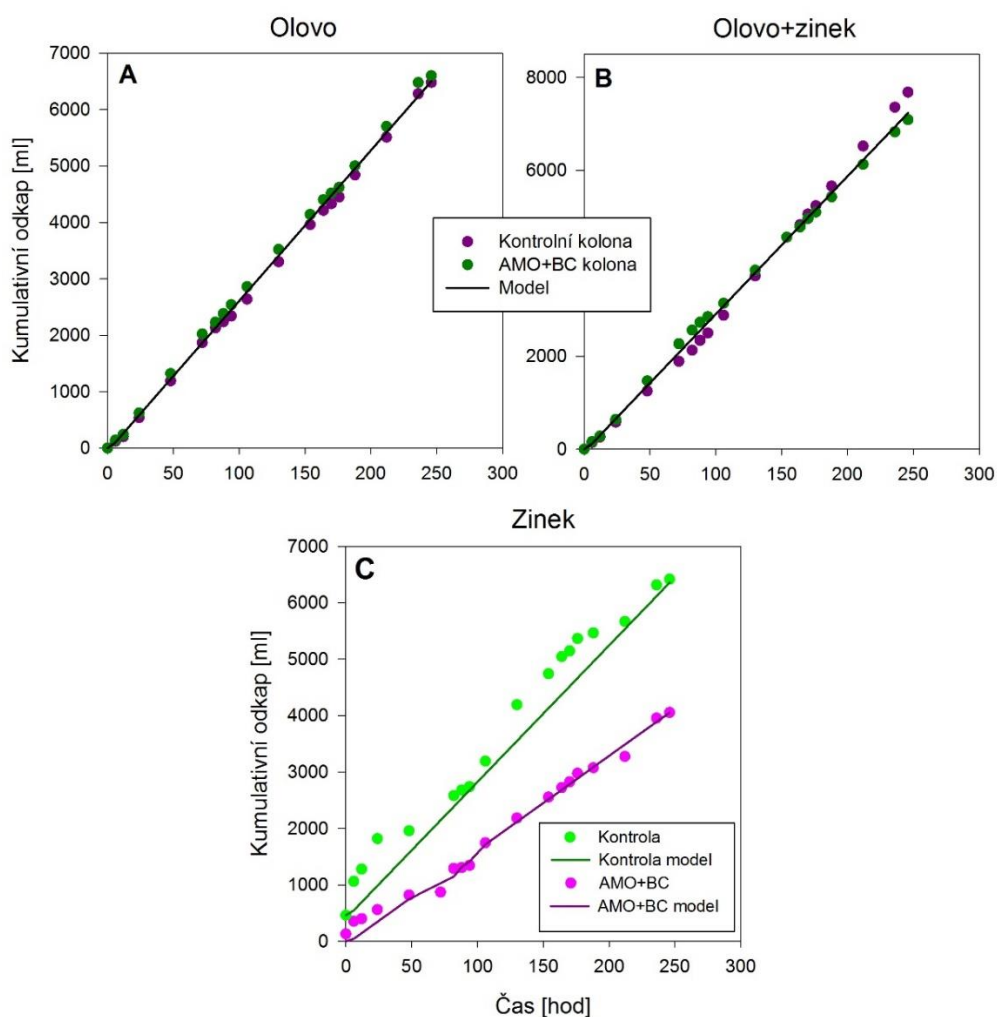 Olovo
Olovo+zinek
A
B
7000
6000
5000
4000
3000
2000
1000
0
8000
6000
4000
2000
0
Kumulativní odkap [ml]
Kontrolní kolona
AMO+BC kolona
Model
0 50 100 150 200 250 300
0 50 100 150 200 250 300
Zinek
C
7000
6000
5000
4000
3000
2000
1000
0
Kumulativní odkap [ml]
Kontrola
Kontrola model
AMO+BC
AMO+BC model
0 50 100 150 200 250 300
Čas [hod]